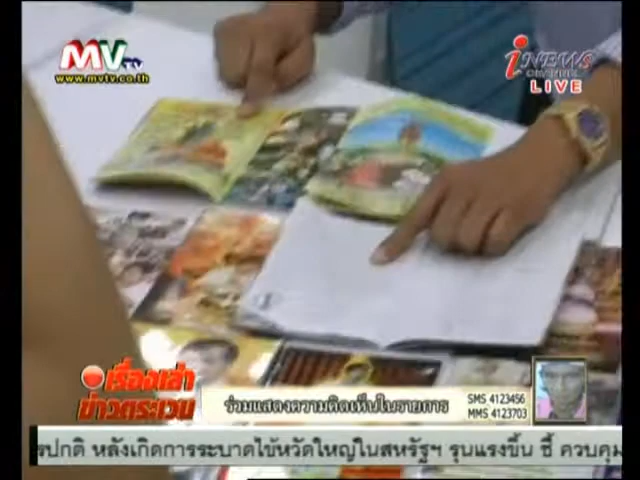 MVTV
www.mvtv.co.th
iNEWS
CHANNEL
LIVE
เรื่องเล่า
ข่าวตระเวน
ร่วมแสดงความคิดเห็นในรายการ
SMS 4123456
MMS 4123703
รปกติ หลังเกิดการระบาดไข้หวัดใหญ่ในสหรัฐฯ รุนแรงขึ้น ชี้ ควบคุม